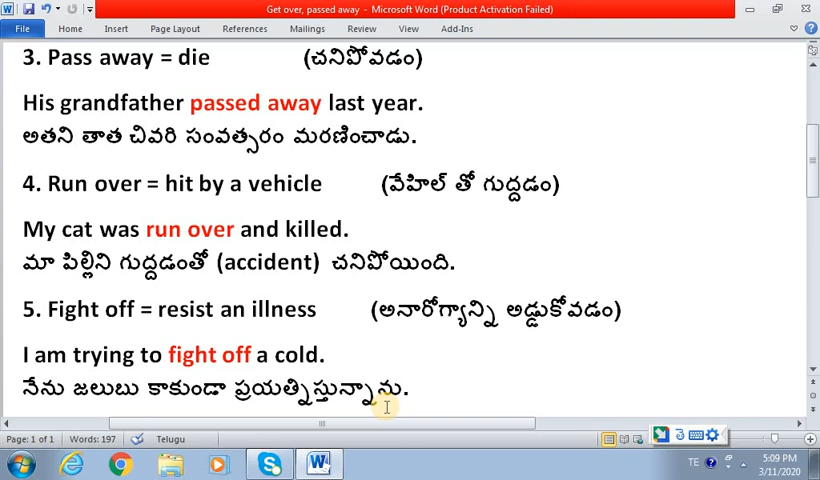 Get over, passed away - Microsoft Word (Product Activation Failed)
File Home Insert Page Layout References Mailings Review View Add-Ins
3. Pass away = die (చనిపోవడం)
His grandfather passed away last year.
అతని తాత చివరి సంవత్సరం మరణించాడు.
4. Run over = hit by a vehicle (వేహిల్ తో గుద్దడం)
My cat was run over and killed.
మా పిల్లిని గుద్దడంతో (accident) చనిపోయింది.
5. Fight off = resist an illness (అనారోగ్యాన్ని అడ్డుకోవడం)
I am trying to fight off a cold.
నేను జలుబు కాకుండా ప్రయత్నిస్తున్నాను.
Page: 1 of 1 Words: 197 Telugu
TE 5:09 PM
3/11/2020